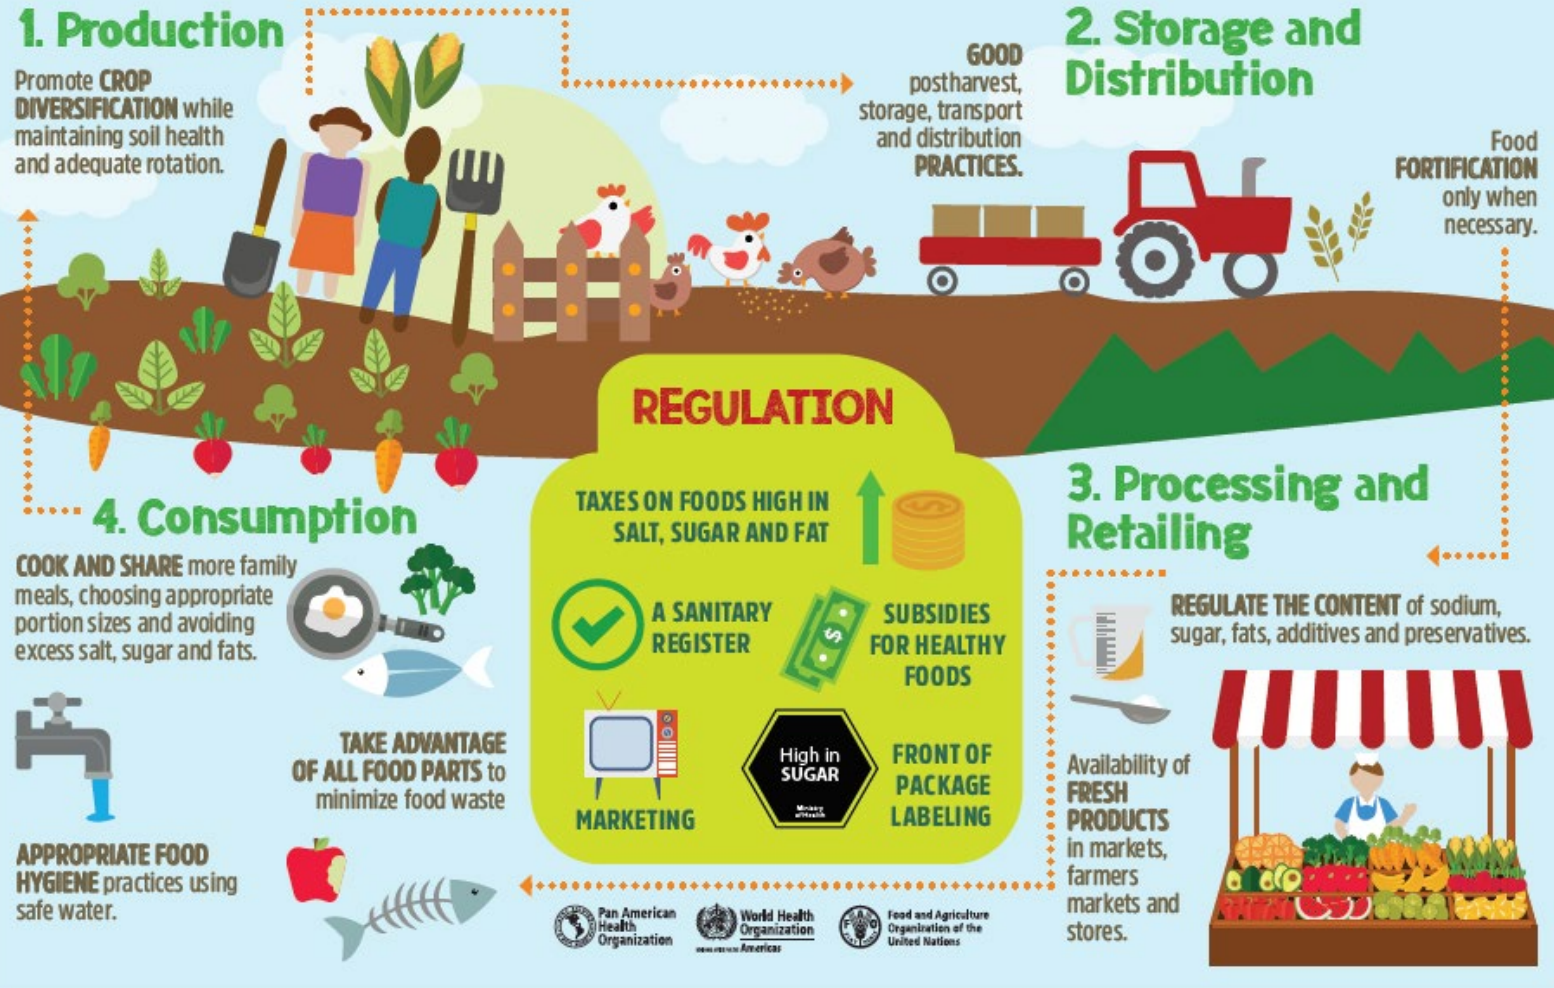 1. Production
Promote CROP
DIVERSIFICATION while
maintaining soil health
and adequate rotation.
GOOD
postharvest,
storage, transport
and distribution
PRACTICES.
2. Storage and
Distribution
Food
FORTIFICATION
only when
necessary.
REGULATION
TAXES ON FOODS HIGH IN
SALT, SUGAR AND FAT
A SANITARY
REGISTER
SUBSIDIES
FOR HEALTHY
FOODS
MARKETING
High in
SUGAR
Ministry
of Health
FRONT OF
PACKAGE
LABELING
3. Processing and
Retailing
REGULATE THE CONTENT of sodium,
sugar, fats, additives and preservatives.
Availability of
FRESH
PRODUCTS
in markets,
farmers
markets and
stores.
4. Consumption
COOK AND SHARE more family
meals, choosing appropriate
portion sizes and avoiding
excess salt, sugar and fats.
TAKE ADVANTAGE
OF ALL FOOD PARTS to
minimize food waste
APPROPRIATE FOOD
HYGIENE practices using
safe water.
Pan American
Health
Organization
World Health
Organization
Americas
Food and Agriculture
Organization of the
United Nations